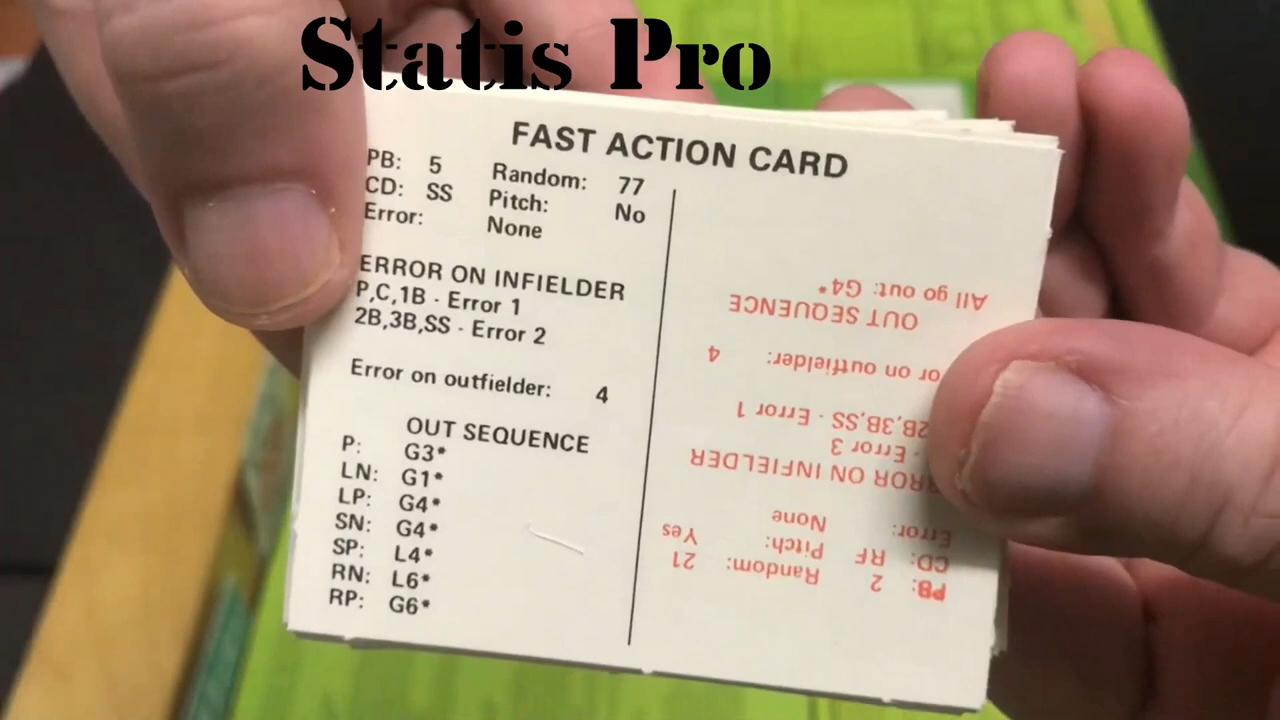 Statis Pro
FAST ACTION CARD
PB: 5 Random: 77
CD: SS Pitch: No
Error: None
ERROR ON INFIELDER
P,C,1B - Error 1
2B,3B,SS - Error 2
Error on outfielder: 4
OUT SEQUENCE
P: G3*
LN: G1*
LP: G4*
SN: G4*
SP: L4*
RN: L6*
RP: G6*
PB: 2 Random: 21
CD: RF Pitch: Yes
Error: None
ON INFIELDER
- Error 3
2B,3B,SS - Error 1
on outfielder: 4
OUT SEQUENCE
All go out: G4*